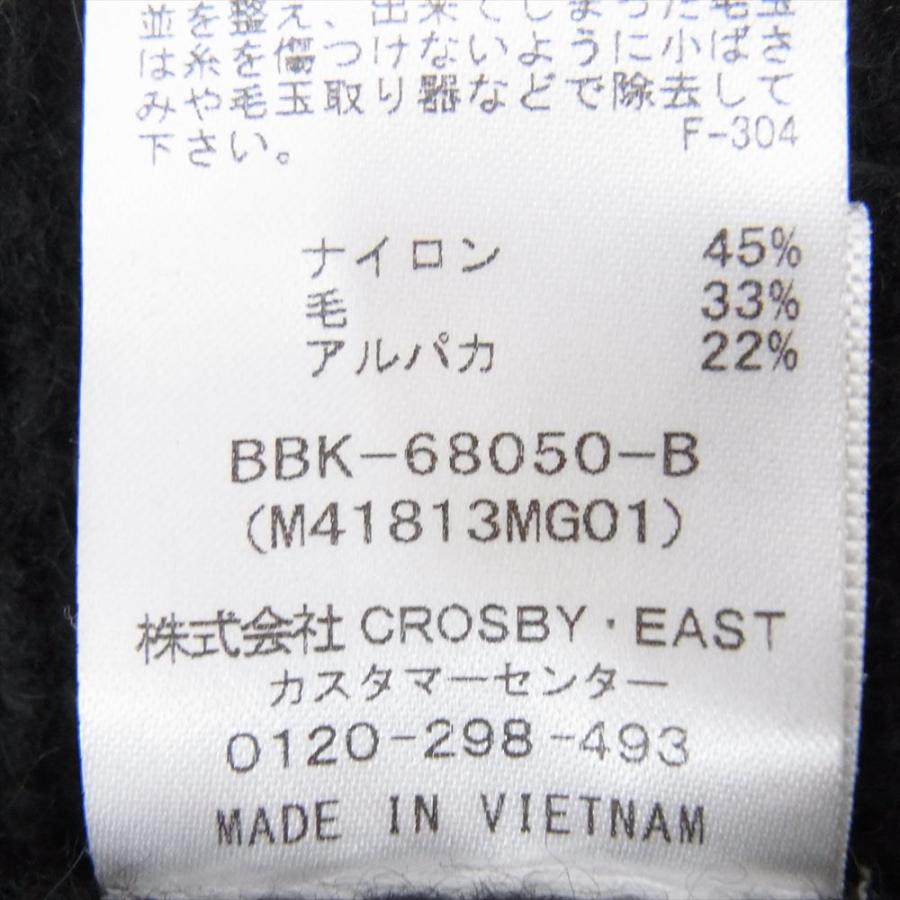 並を整え、出来てしまった毛玉
は糸を傷つけないように小ばさ
みや毛玉取り器などで除去して
下さい。
F-304
ナイロン 45%
毛 33%
アルパカ 22%
BBK-68050-B
(M41813MG01)
株式会社 CROSBY・EAST
カスタマーセンター
0120-298-493
MADE IN VIETNAM